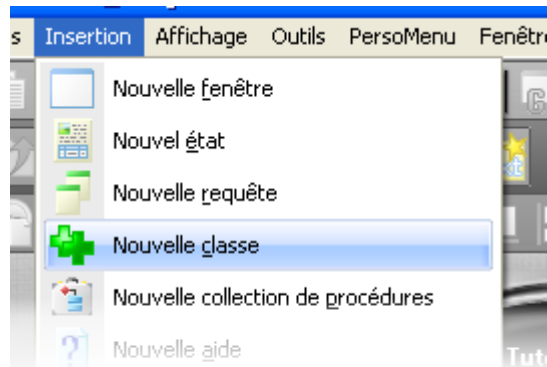 s Insertion Affichage Outils PersoMenu Fenêtre
Nouvelle fenêtre
Nouvel état
Nouvelle requête
Nouvelle classe
Nouvelle collection de procédures
Nouvelle aide
Tut